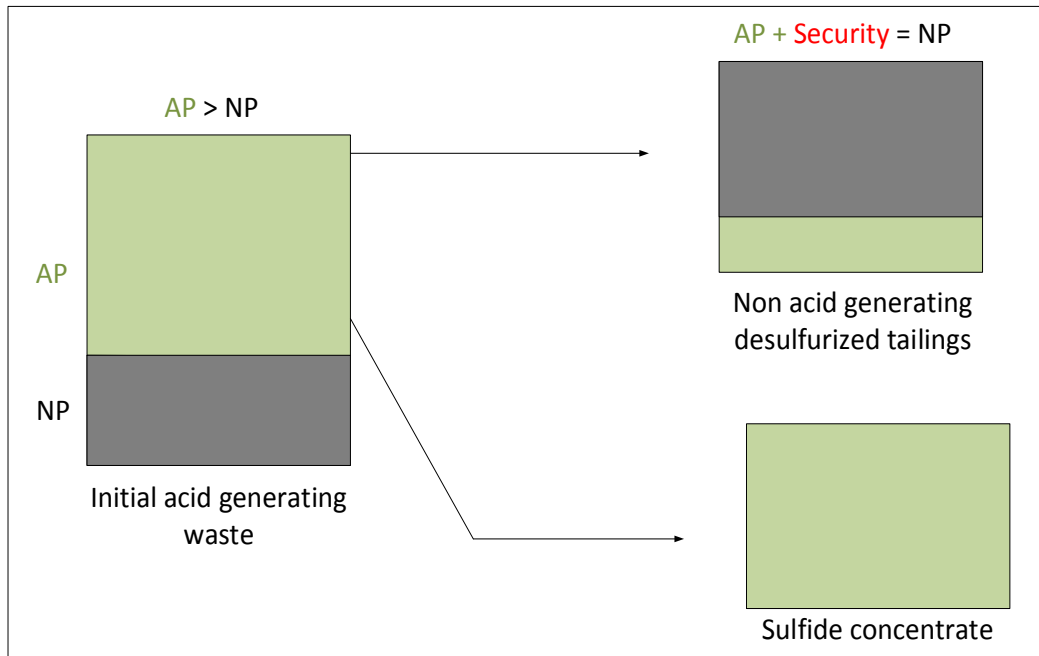 AP > NP
AP
NP
Initial acid generating
waste
AP + Security = NP
Non acid generating
desulfurized tailings
Sulfide concentrate